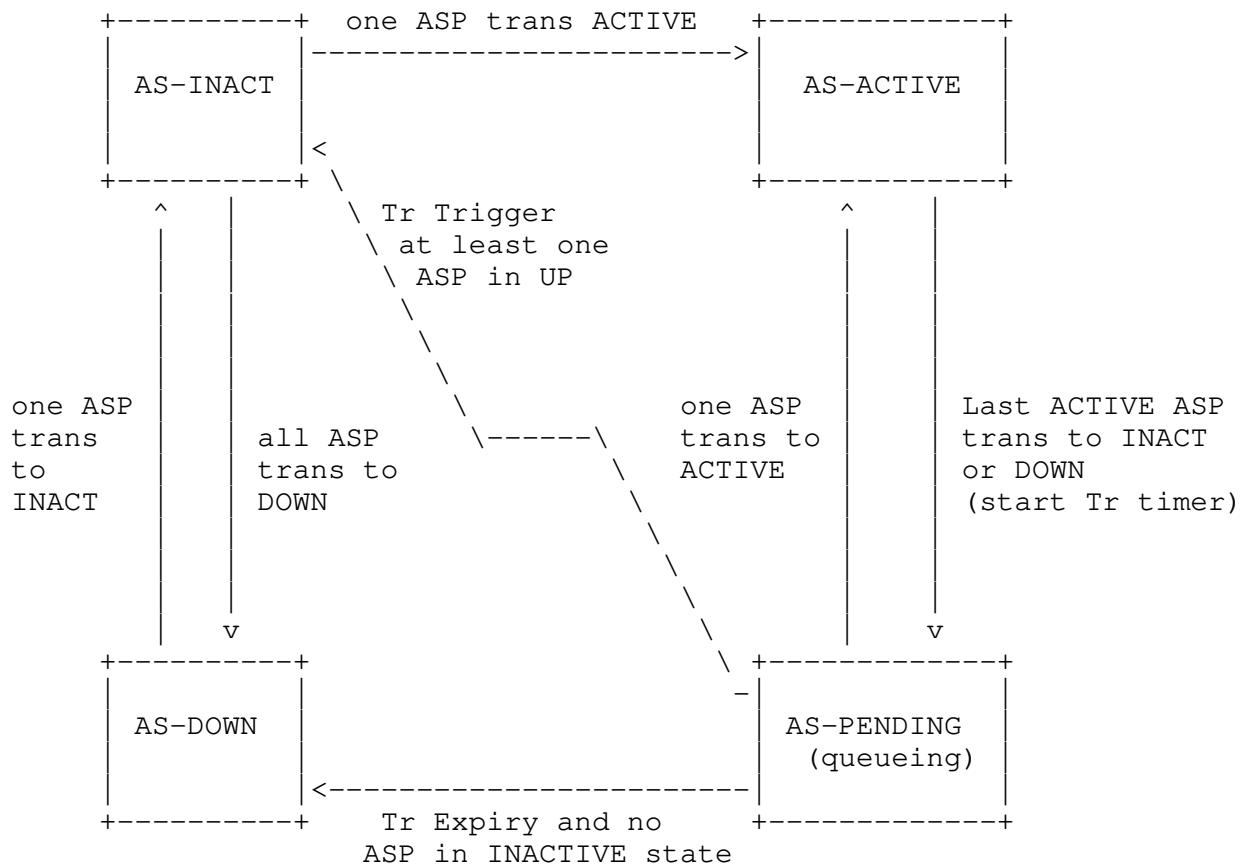 one ASP trans ACTIVE
AS-INACT
AS-ACTIVE
Tr Trigger
at least one
ASP in UP
one ASP
trans
to
INACT
all ASP
trans to
DOWN
one ASP
trans to
ACTIVE
Last ACTIVE ASP
trans to INACT
or DOWN
(start Tr timer)
AS-DOWN
AS-PENDING
(queueing)
Tr Expiry and no
ASP in INACTIVE state